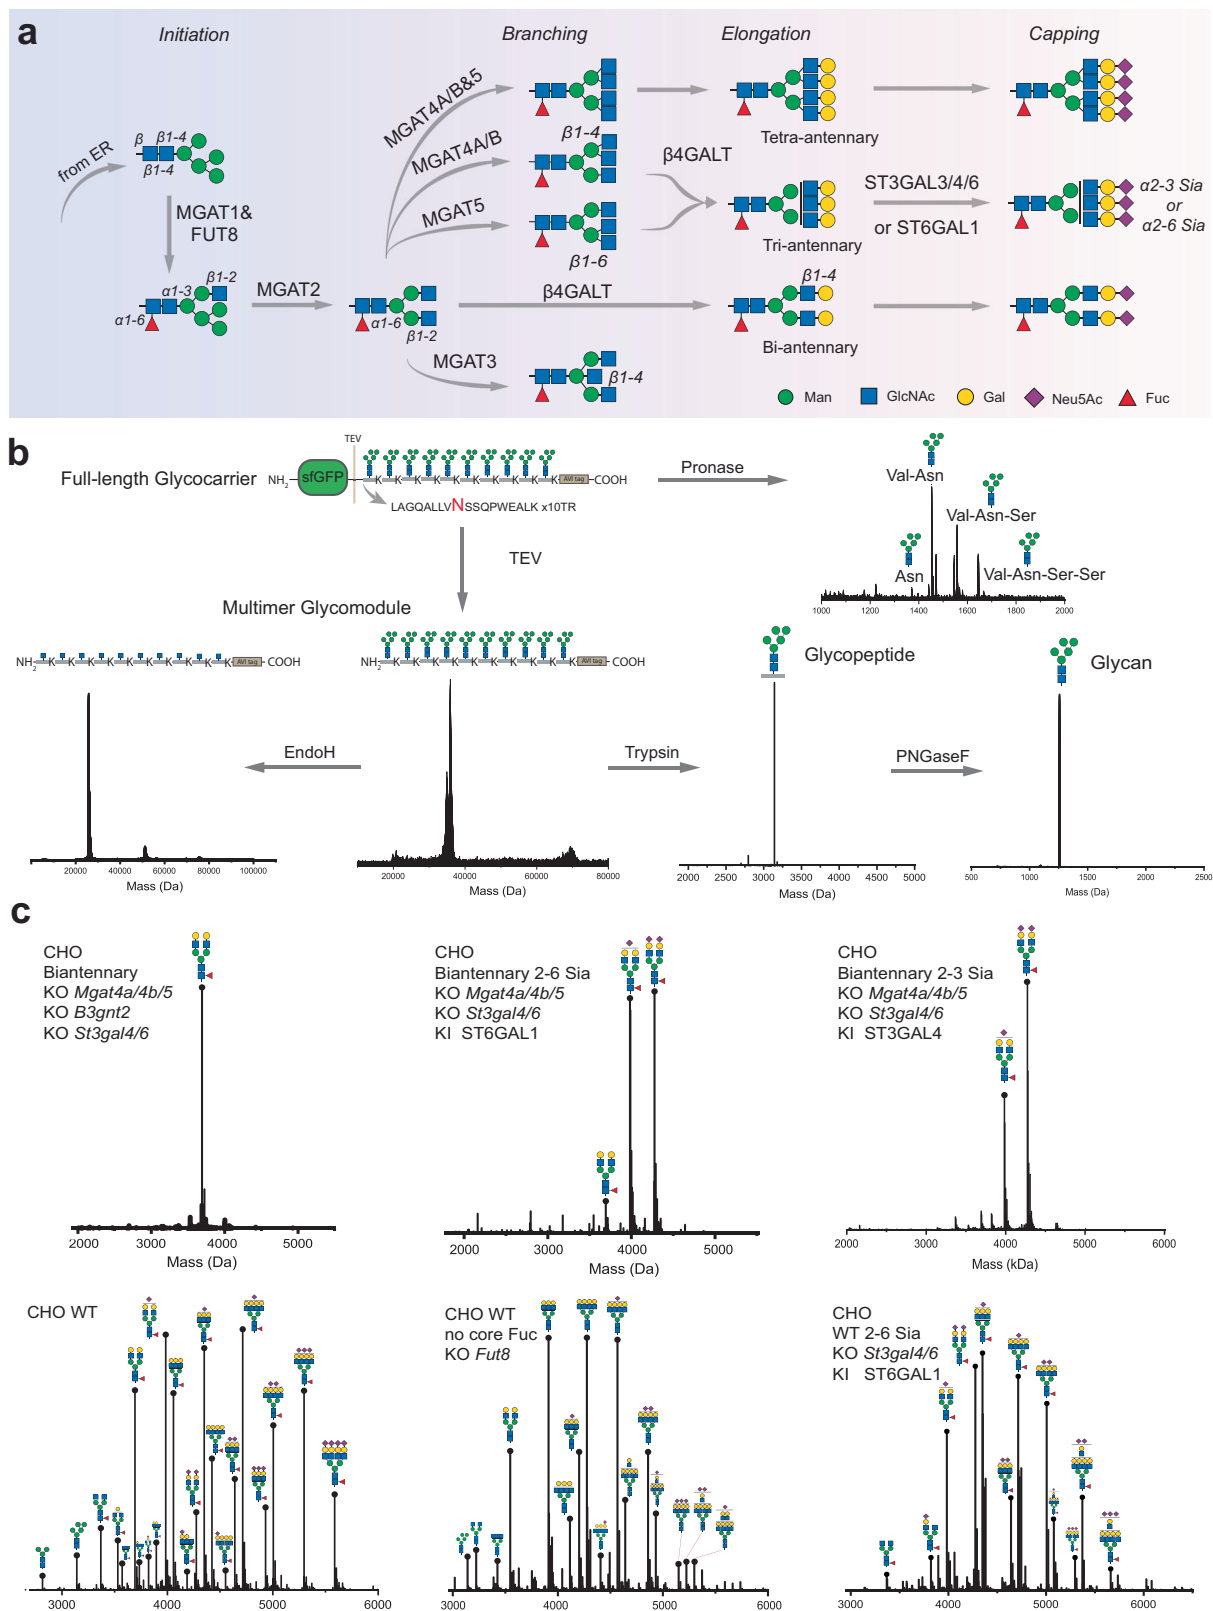 a
Initiation
Branching
Elongation
Capping
from ER
β
β1-4
β1-4
MGAT1&
FUT8
α1-3
β1-2
α1-6
MGAT2
α1-6
β1-2
MGAT4A/B&5
MGAT4A/B
MGAT5
β1-4
β1-6
β4GALT
β4GALT
MGAT3
β1-4
Tetra-antennary
Tri-antennary
β1-4
Bi-antennary
ST3GAL3/4/6
or ST6GAL1
α2-3 Sia
or
α2-6 Sia
Man
GlcNAc
Gal
Neu5Ac
Fuc
b
Full-length Glycocarrier
NH2
sfGFP
TEV
K K K K K K K K K K
AVI tag
COOH
LAGQALLVNSSQPWEALK x10TR
Pronase
Val-Asn
Val-Asn-Ser
Asn
Val-Asn-Ser-Ser
1000 1200 1400 1600 1800 2000
TEV
Multimer Glycomodule
NH2 K K K K K K K K K K AVI tag COOH
NH2 K K K K K K K K K K AVI tag COOH
Glycopeptide
Glycan
EndoH
Trypsin
PNGaseF
20000 40000 60000 80000 100000
Mass (Da)
20000 40000 60000 80000
Mass (Da)
2000 2500 3000 3500 4000 4500 5000
Mass (Da)
500 1000 1500 2000 2500
Mass (Da)
c
CHO
Biantennary
KO Mgat4a/4b/5
KO B3gnt2
KO St3gal4/6
2000 3000 4000 5000
Mass (Da)
CHO
Biantennary 2-6 Sia
KO Mgat4a/4b/5
KO St3gal4/6
KI ST6GAL1
2000 3000 4000 5000
Mass (Da)
CHO
Biantennary 2-3 Sia
KO Mgat4a/4b/5
KO St3gal4/6
KI ST3GAL4
2000 3000 4000 5000 6000
Mass (kDa)
CHO WT
3000 4000 5000 6000
CHO WT
no core Fuc
KO Fut8
3000 4000 5000 6000
CHO
WT 2-6 Sia
KO St3gal4/6
KI ST6GAL1
3000 4000 5000 6000